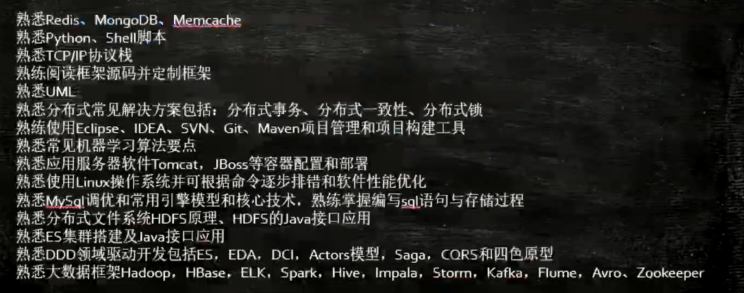 熟悉Redis、MongoDB、Memcache
熟悉Python、Shell脚本
熟悉TCP/IP协议栈
熟练阅读框架源码并定制框架
熟悉UML
熟悉分布式常见解决方案包括：分布式事务、分布式一致性、分布式锁
熟练使用Eclipse、IDEA、SVN、Git、Maven项目管理和项目构建工具
熟悉常见机器学习算法要点
熟悉应用服务器软件Tomcat，JBoss等容器配置和部署
熟悉使用Linux操作系统并可根据命令逐步排错和软件性能优化
熟悉MySql调优和常用引擎模型和核心技术，熟练掌握编写sql语句与存储过程
熟悉分布式文件系统HDFS原理、HDFS的Java接口应用
熟悉ES集群搭建及Java接口应用
熟悉DDD领域驱动开发包括ES，EDA，DCI，Actors模型，Saga，CQRS和四色原型
熟悉大数据框架Hadoop，HBase，ELK，Spark，Hive，Impala，Storm，Kafka，Flume，Avro、Zookeeper